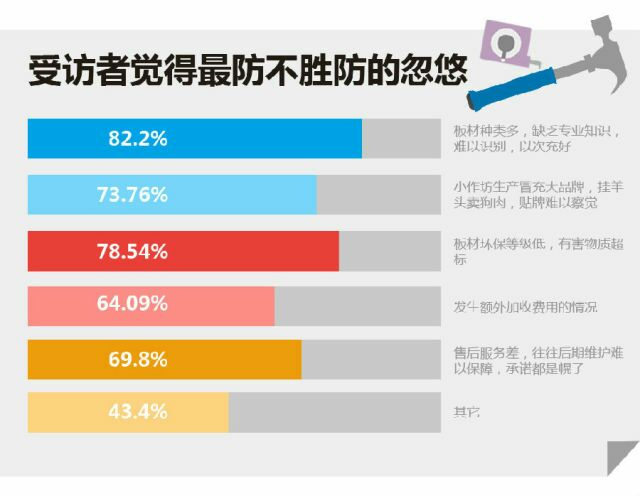 受访者觉得最防不胜防的忽悠
82.2%
板材种类多，缺乏专业知识，
难以识别，以次充好
73.76%
小作坊生产冒充大品牌，挂羊
头卖狗肉，贴牌难以察觉
78.54%
板材环保等级低，有害物质超
标
64.09%
发生额外加收费用的情况
69.8%
售后服务差，往往后期维护难
以保障，承诺都是幌了
43.4%
其它